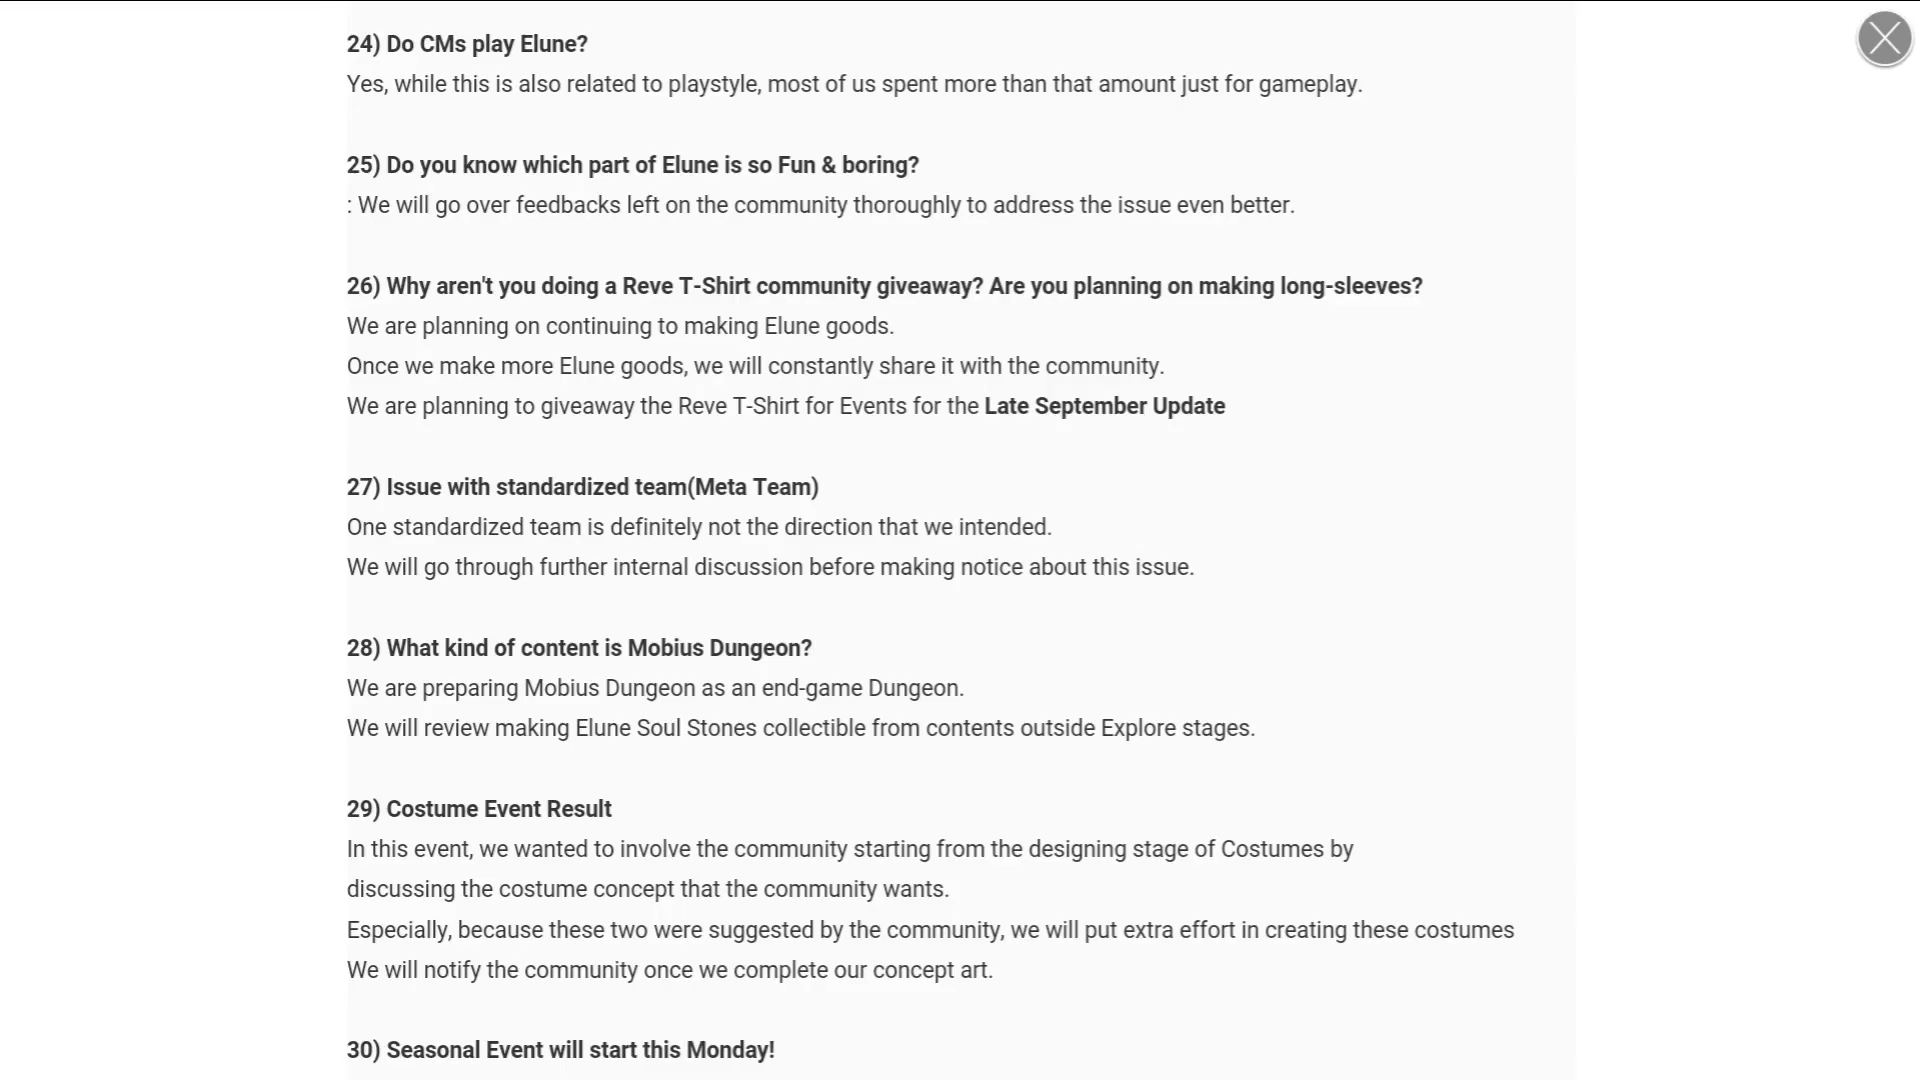 24) Do CMs play Elune?
Yes, while this is also related to playstyle, most of us spent more than that amount just for gameplay.
25) Do you know which part of Elune is so Fun & boring?
: We will go over feedbacks left on the community thoroughly to address the issue even better.
26) Why aren't you doing a Reve T-Shirt community giveaway? Are you planning on making long-sleeves?
We are planning on continuing to making Elune goods.
Once we make more Elune goods, we will constantly share it with the community.
We are planning to giveaway the Reve T-Shirt for Events for the Late September Update
27) Issue with standardized team(Meta Team)
One standardized team is definitely not the direction that we intended.
We will go through further internal discussion before making notice about this issue.
28) What kind of content is Mobius Dungeon?
We are preparing Mobius Dungeon as an end-game Dungeon.
We will review making Elune Soul Stones collectible from contents outside Explore stages.
29) Costume Event Result
In this event, we wanted to involve the community starting from the designing stage of Costumes by
discussing the costume concept that the community wants.
Especially, because these two were suggested by the community, we will put extra effort in creating these costumes
We will notify the community once we complete our concept art.
30) Seasonal Event will start this Monday!